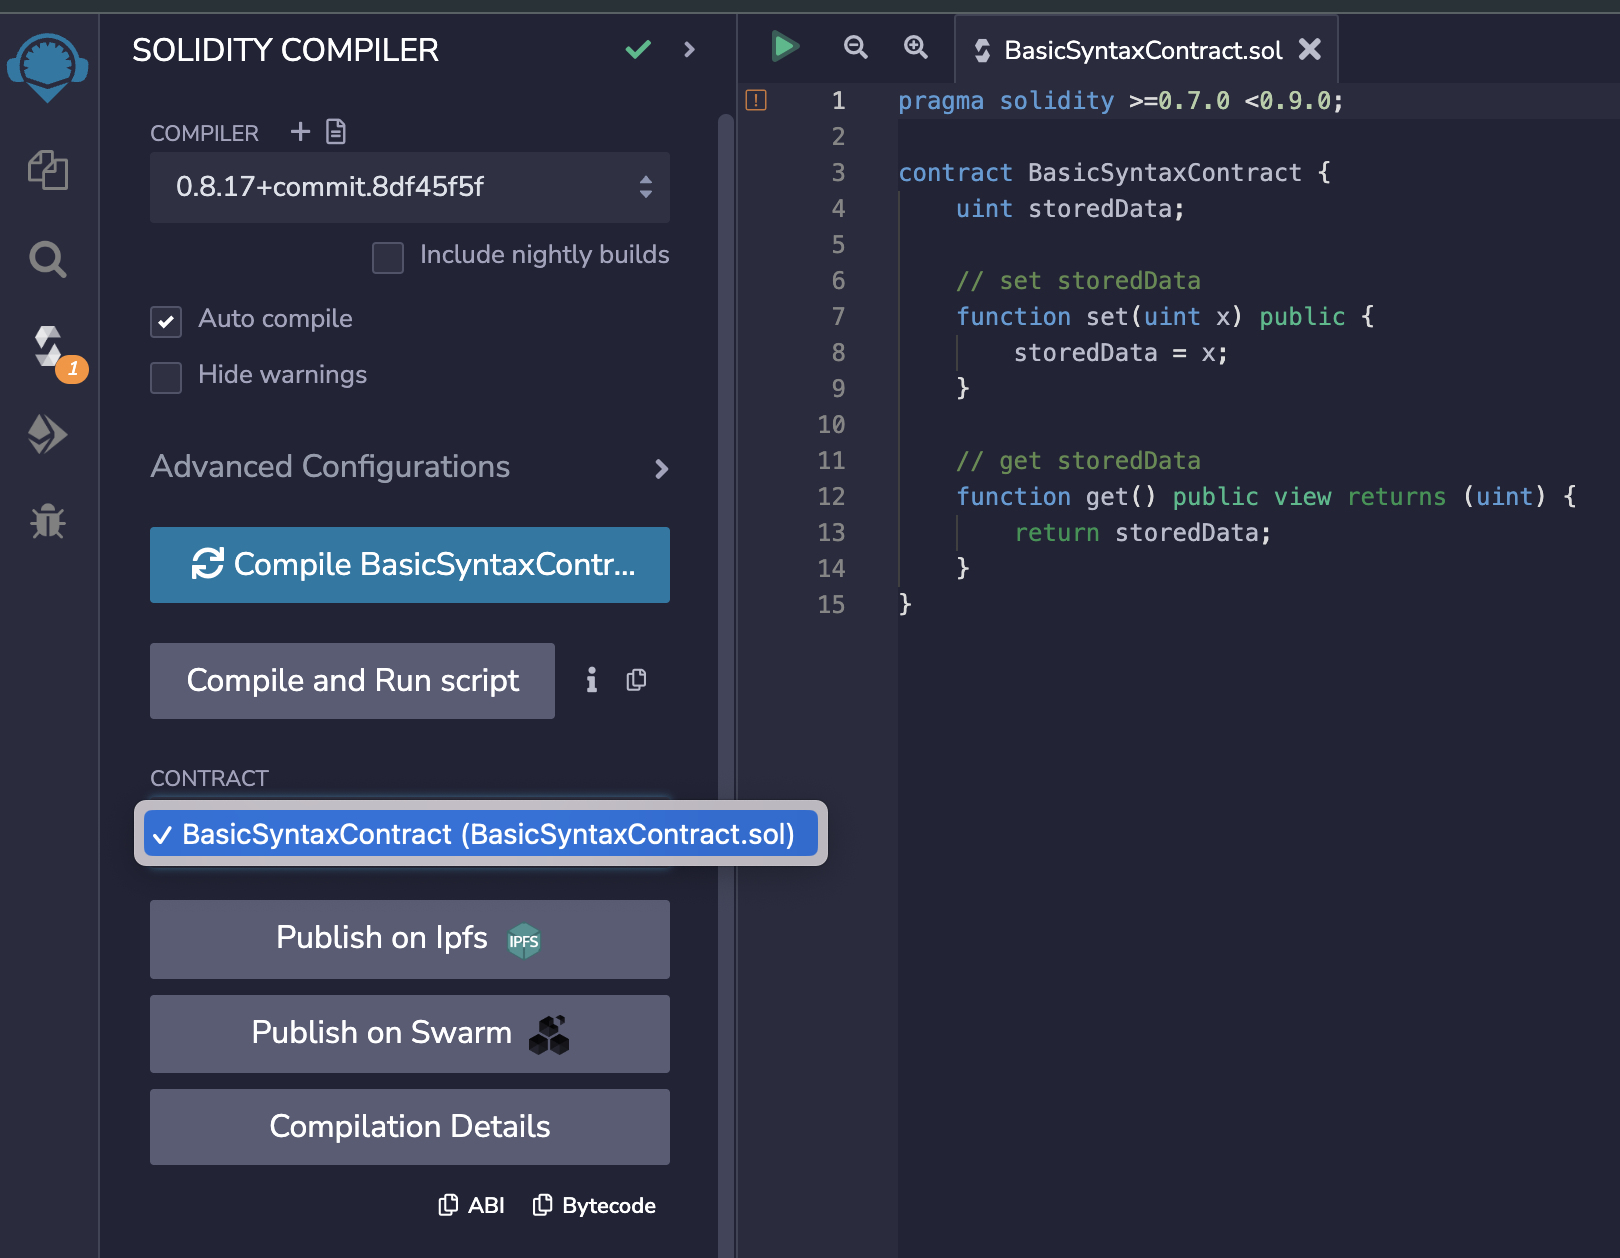 SOLIDITY COMPILER
COMPILER
0.8.17+commit.8df45f5f
Include nightly builds
Auto compile
Hide warnings
1
Advanced Configurations
Compile BasicSyntaxContr...
Compile and Run script
CONTRACT
✓ BasicSyntaxContract (BasicSyntaxContract.sol)
Publish on Ipfs IPFS
Publish on Swarm
Compilation Details
ABI Bytecode
BasicSyntaxContract.sol
1 pragma solidity >=0.7.0 <0.9.0;
2
3 contract BasicSyntaxContract {
4     uint storedData;
5
6     // set storedData
7     function set(uint x) public {
8         storedData = x;
9     }
10
11     // get storedData
12     function get() public view returns (uint) {
13         return storedData;
14     }
15 }